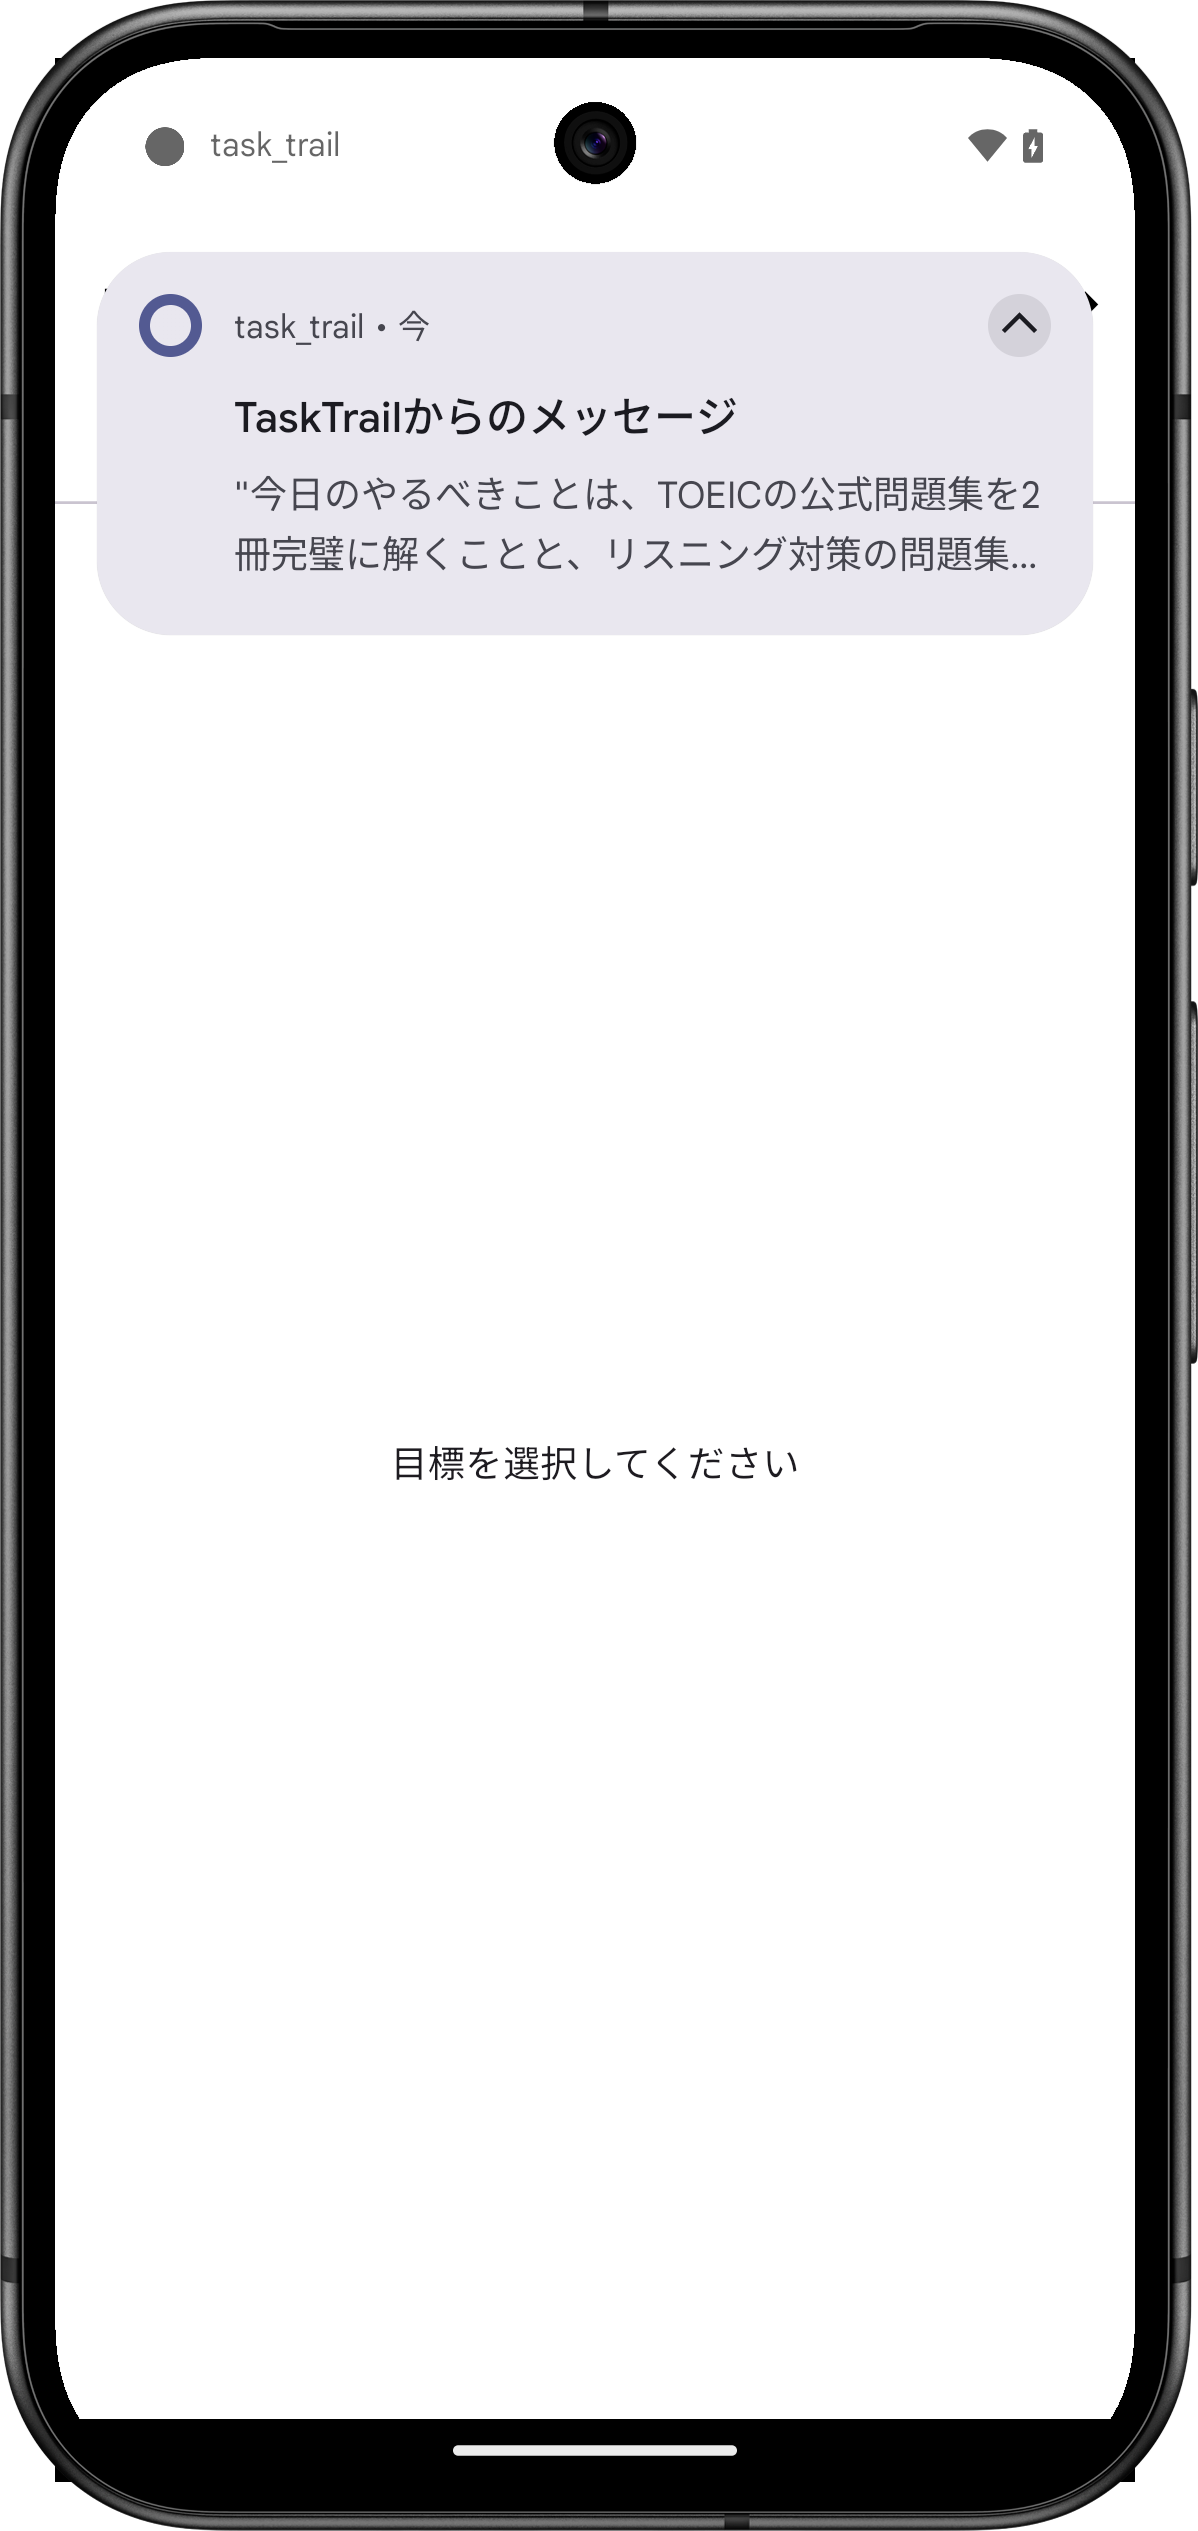 task_trail
task_trail • 今
TaskTrailからのメッセージ
"今日のやるべきことは、TOEICの公式問題集を2
冊完璧に解くことと、リスニング対策の問題集...
目標を選択してください